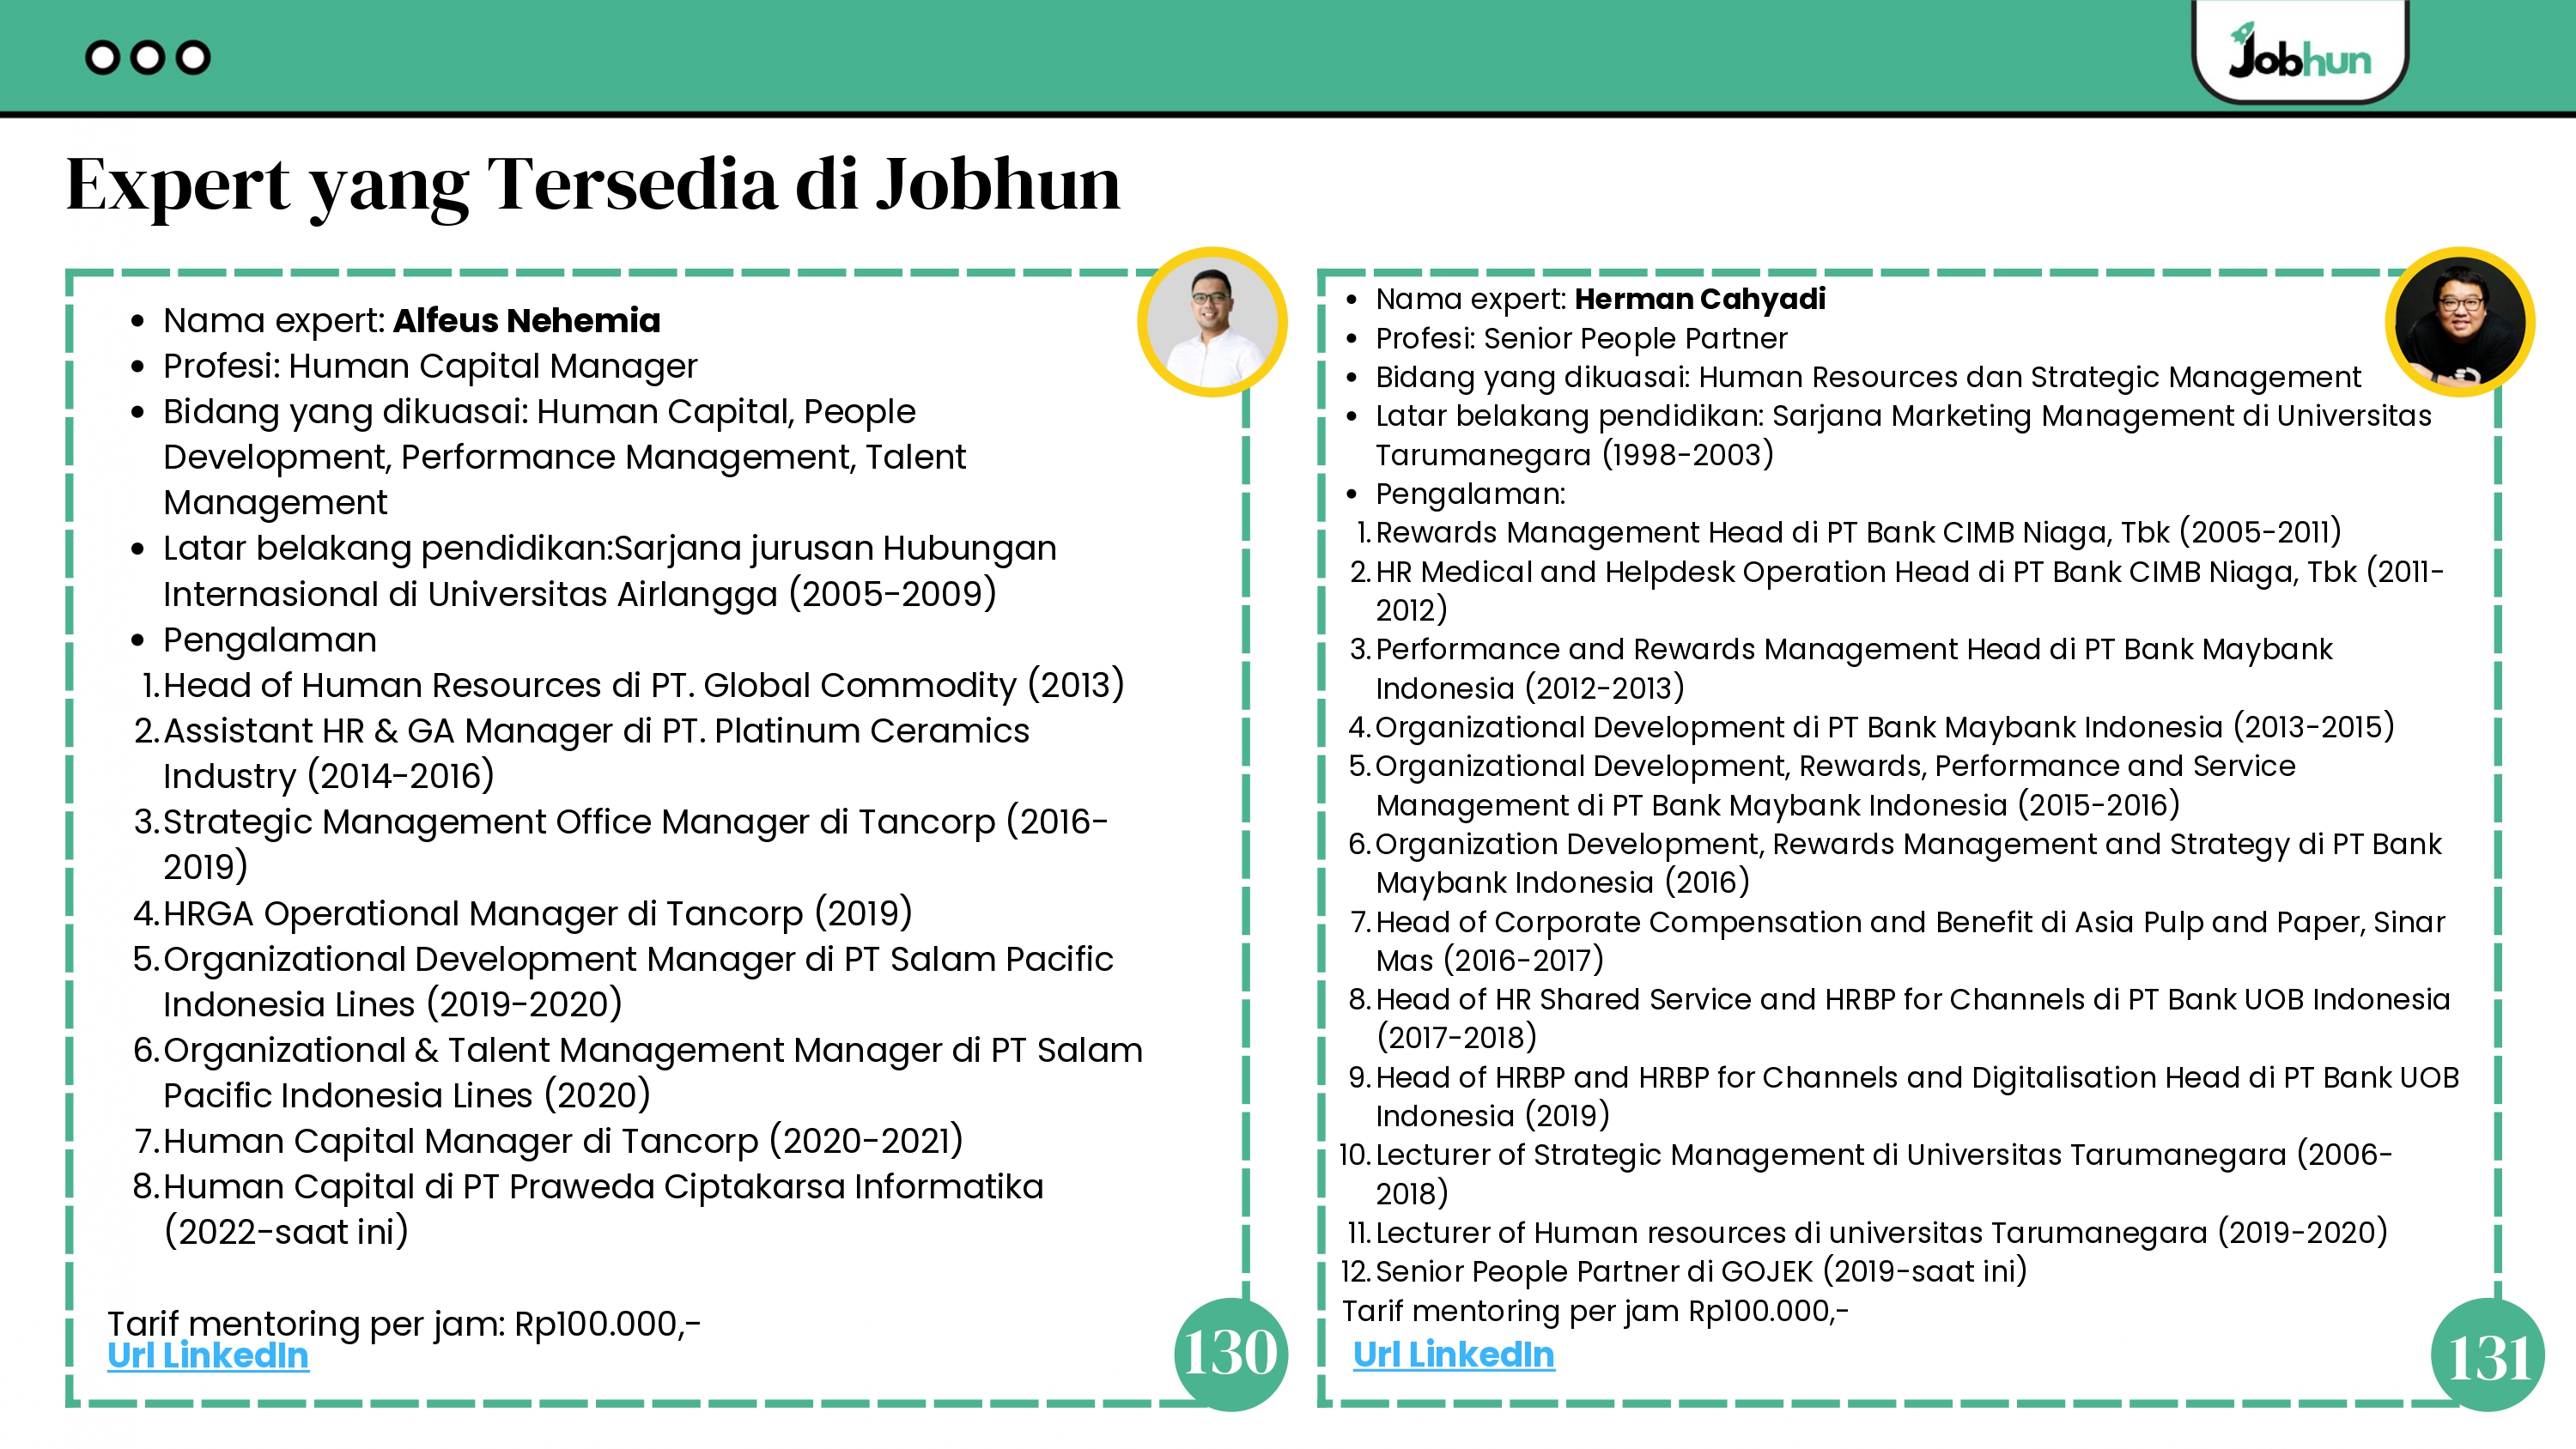 Jobhun
Expert yang Tersedia di Jobhun
• Nama expert: Alfeus Nehemia
• Profesi: Human Capital Manager
• Bidang yang dikuasai: Human Capital, People
Development, Performance Management, Talent
Management
• Latar belakang pendidikan:Sarjana jurusan Hubungan
Internasional di Universitas Airlangga (2005-2009)
• Pengalaman
1. Head of Human Resources di PT. Global Commodity (2013)
2. Assistant HR & GA Manager di PT. Platinum Ceramics
Industry (2014-2016)
3. Strategic Management Office Manager di Tancorp (2016-
2019)
4. HRGA Operational Manager di Tancorp (2019)
5. Organizational Development Manager di PT Salam Pacific
Indonesia Lines (2019-2020)
6. Organizational & Talent Management Manager di PT Salam
Pacific Indonesia Lines (2020)
7. Human Capital Manager di Tancorp (2020-2021)
8. Human Capital di PT Praweda Ciptakarsa Informatika
(2022-saat ini)
Tarif mentoring per jam: Rp100.000,-
Url LinkedIn
130
• Nama expert: Herman Cahyadi
• Profesi: Senior People Partner
• Bidang yang dikuasai: Human Resources dan Strategic Management
• Latar belakang pendidikan: Sarjana Marketing Management di Universitas
Tarumanegara (1998-2003)
• Pengalaman:
1. Rewards Management Head di PT Bank CIMB Niaga, Tbk (2005-2011)
2. HR Medical and Helpdesk Operation Head di PT Bank CIMB Niaga, Tbk (2011-
2012)
3. Performance and Rewards Management Head di PT Bank Maybank
Indonesia (2012-2013)
4. Organizational Development di PT Bank Maybank Indonesia (2013-2015)
5. Organizational Development, Rewards, Performance and Service
Management di PT Bank Maybank Indonesia (2015-2016)
6. Organization Development, Rewards Management and Strategy di PT Bank
Maybank Indonesia (2016)
7. Head of Corporate Compensation and Benefit di Asia Pulp and Paper, Sinar
Mas (2016-2017)
8. Head of HR Shared Service and HRBP for Channels di PT Bank UOB Indonesia
(2017-2018)
9. Head of HRBP and HRBP for Channels and Digitalisation Head di PT Bank UOB
Indonesia (2019)
10. Lecturer of Strategic Management di Universitas Tarumanegara (2006-
2018)
11. Lecturer of Human resources di universitas Tarumanegara (2019-2020)
12. Senior People Partner di GOJEK (2019-saat ini)
Tarif mentoring per jam Rp100.000,-
Url LinkedIn
131